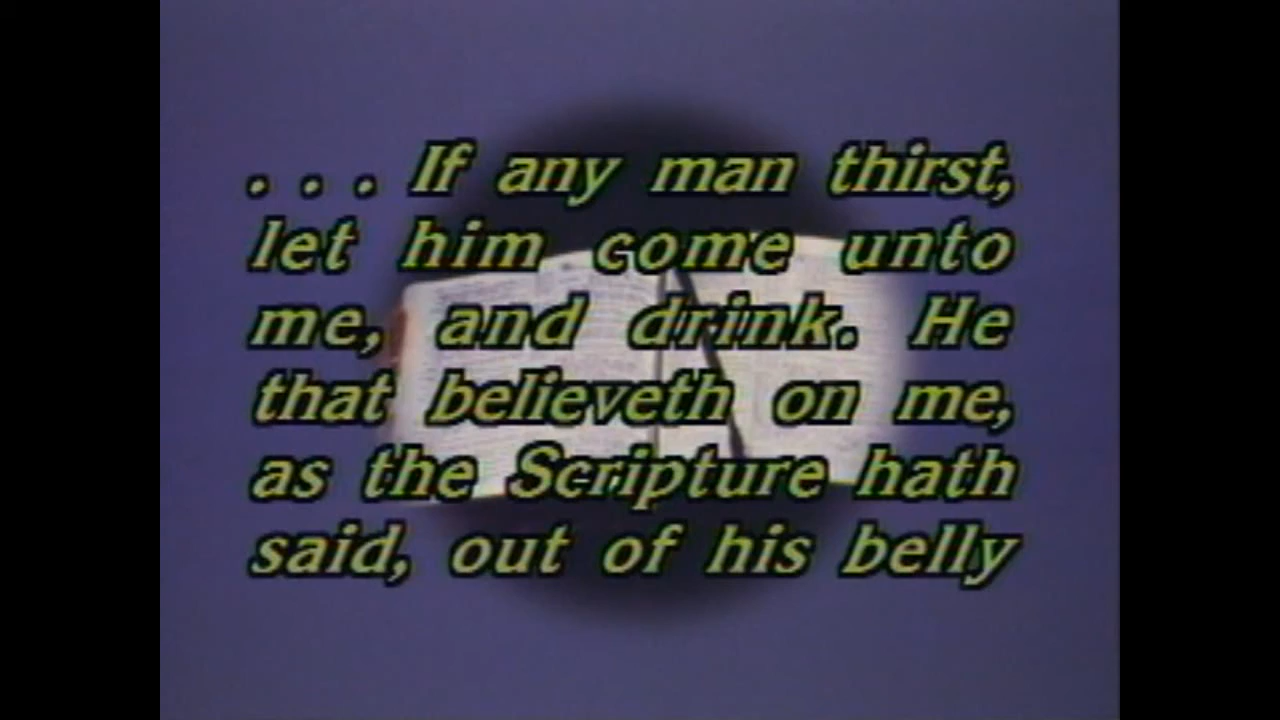 . . . If any man thirst,
let him come unto
me, and drink. He
that believeth on me,
as the Scripture hath
said, out of his belly